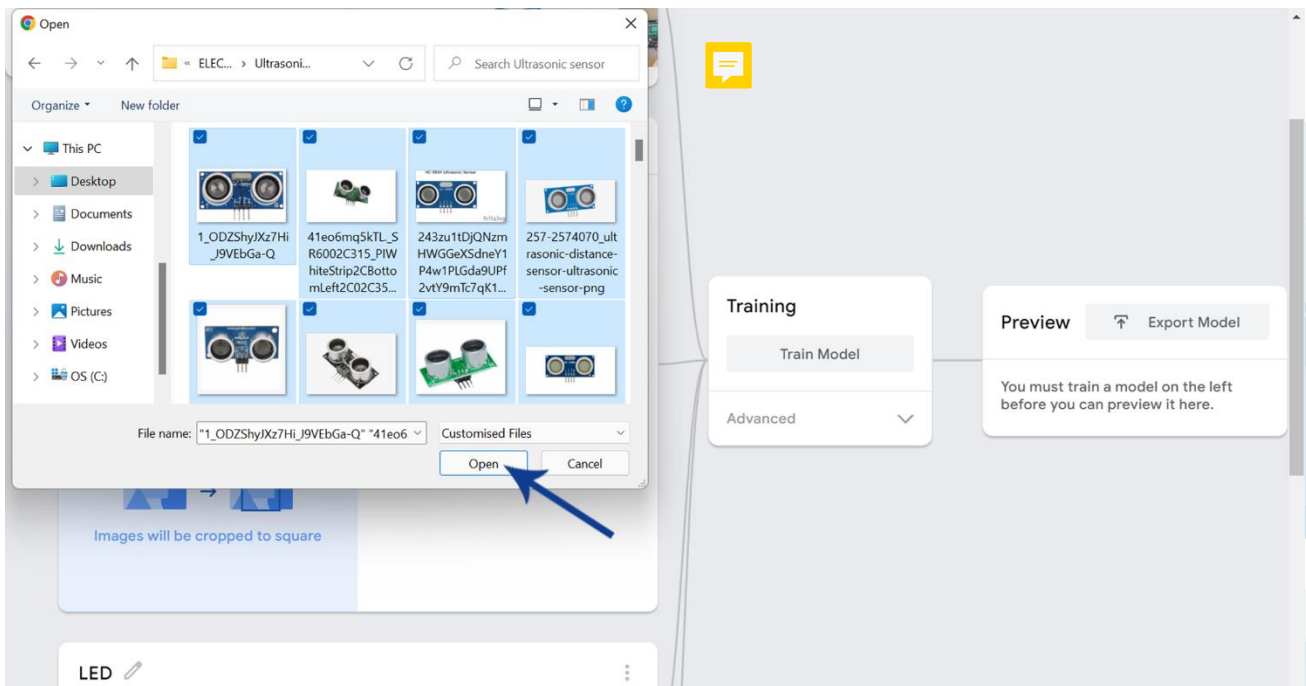 Open
« ELEC... › Ultrasoni...
Search Ultrasonic sensor
Organize
New folder
This PC
Desktop
Documents
Downloads
Music
Pictures
Videos
OS (C:)
1_ODZShyJXz7Hi
_J9VEbGa-Q
41eo6mq5kTL._S
R6002C315_PIW
hiteStrip2CBotto
mLeft2C02C35...
243zu1tDjQNzm
HWGGeXSdneY1
P4w1PLGda9UPf
2vtY9mTc7qK1...
257-2574070_ult
rasonic-distance-
sensor-ultrasonic
-sensor-png
File name:
"1_ODZShyJXz7Hi_J9VEbGa-Q" "41eo6
Customised Files
Open
Cancel
Images will be cropped to square
LED
Training
Train Model
Advanced
Preview
Export Model
You must train a model on the left
before you can preview it here.